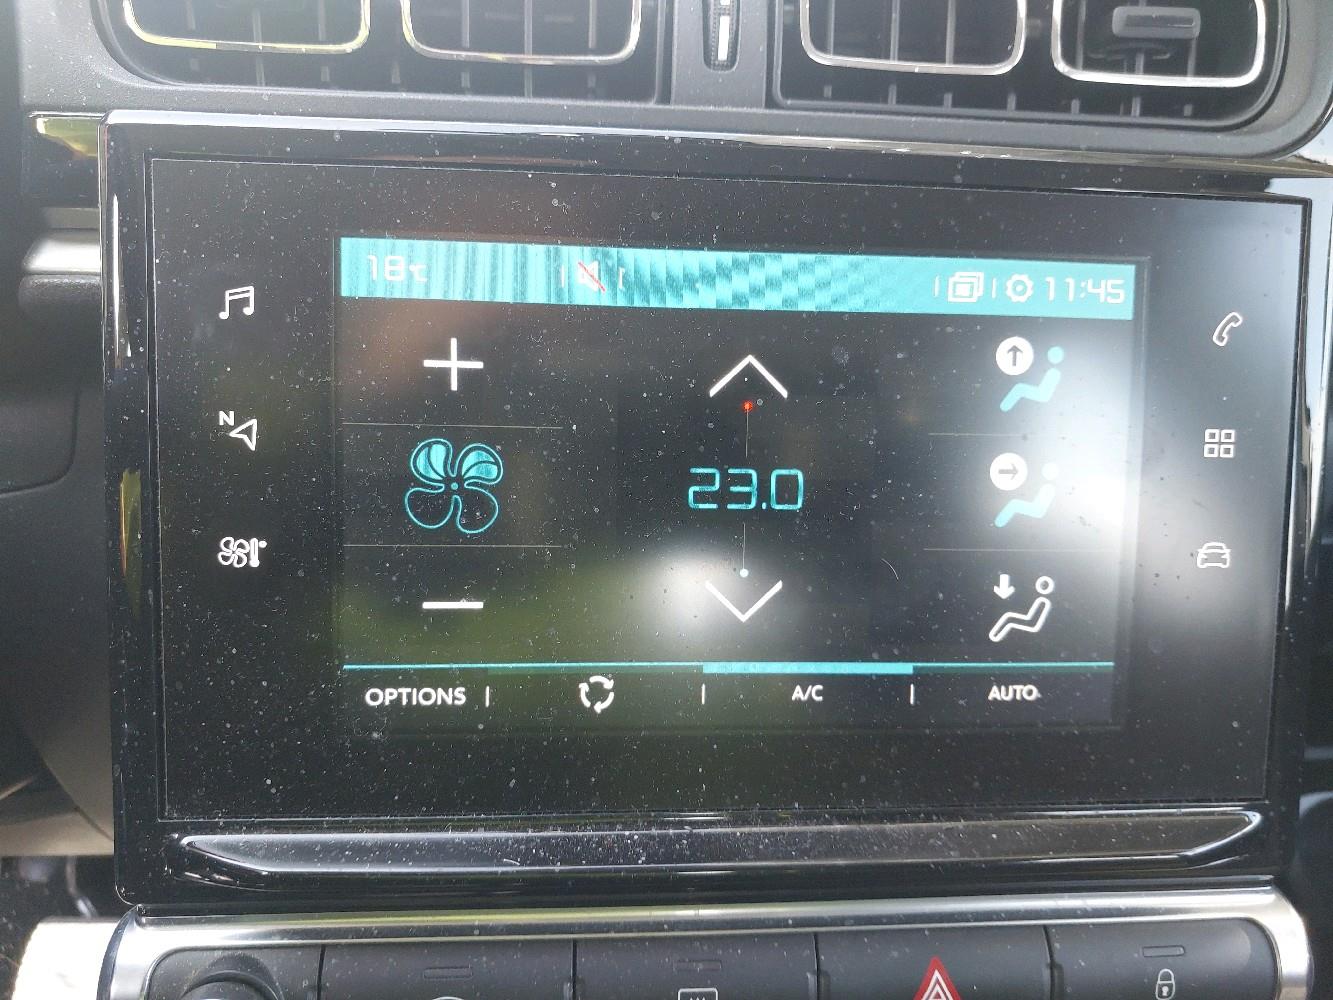 18°C 11:45
N
23.0
OPTIONS | | A/C | AUTO